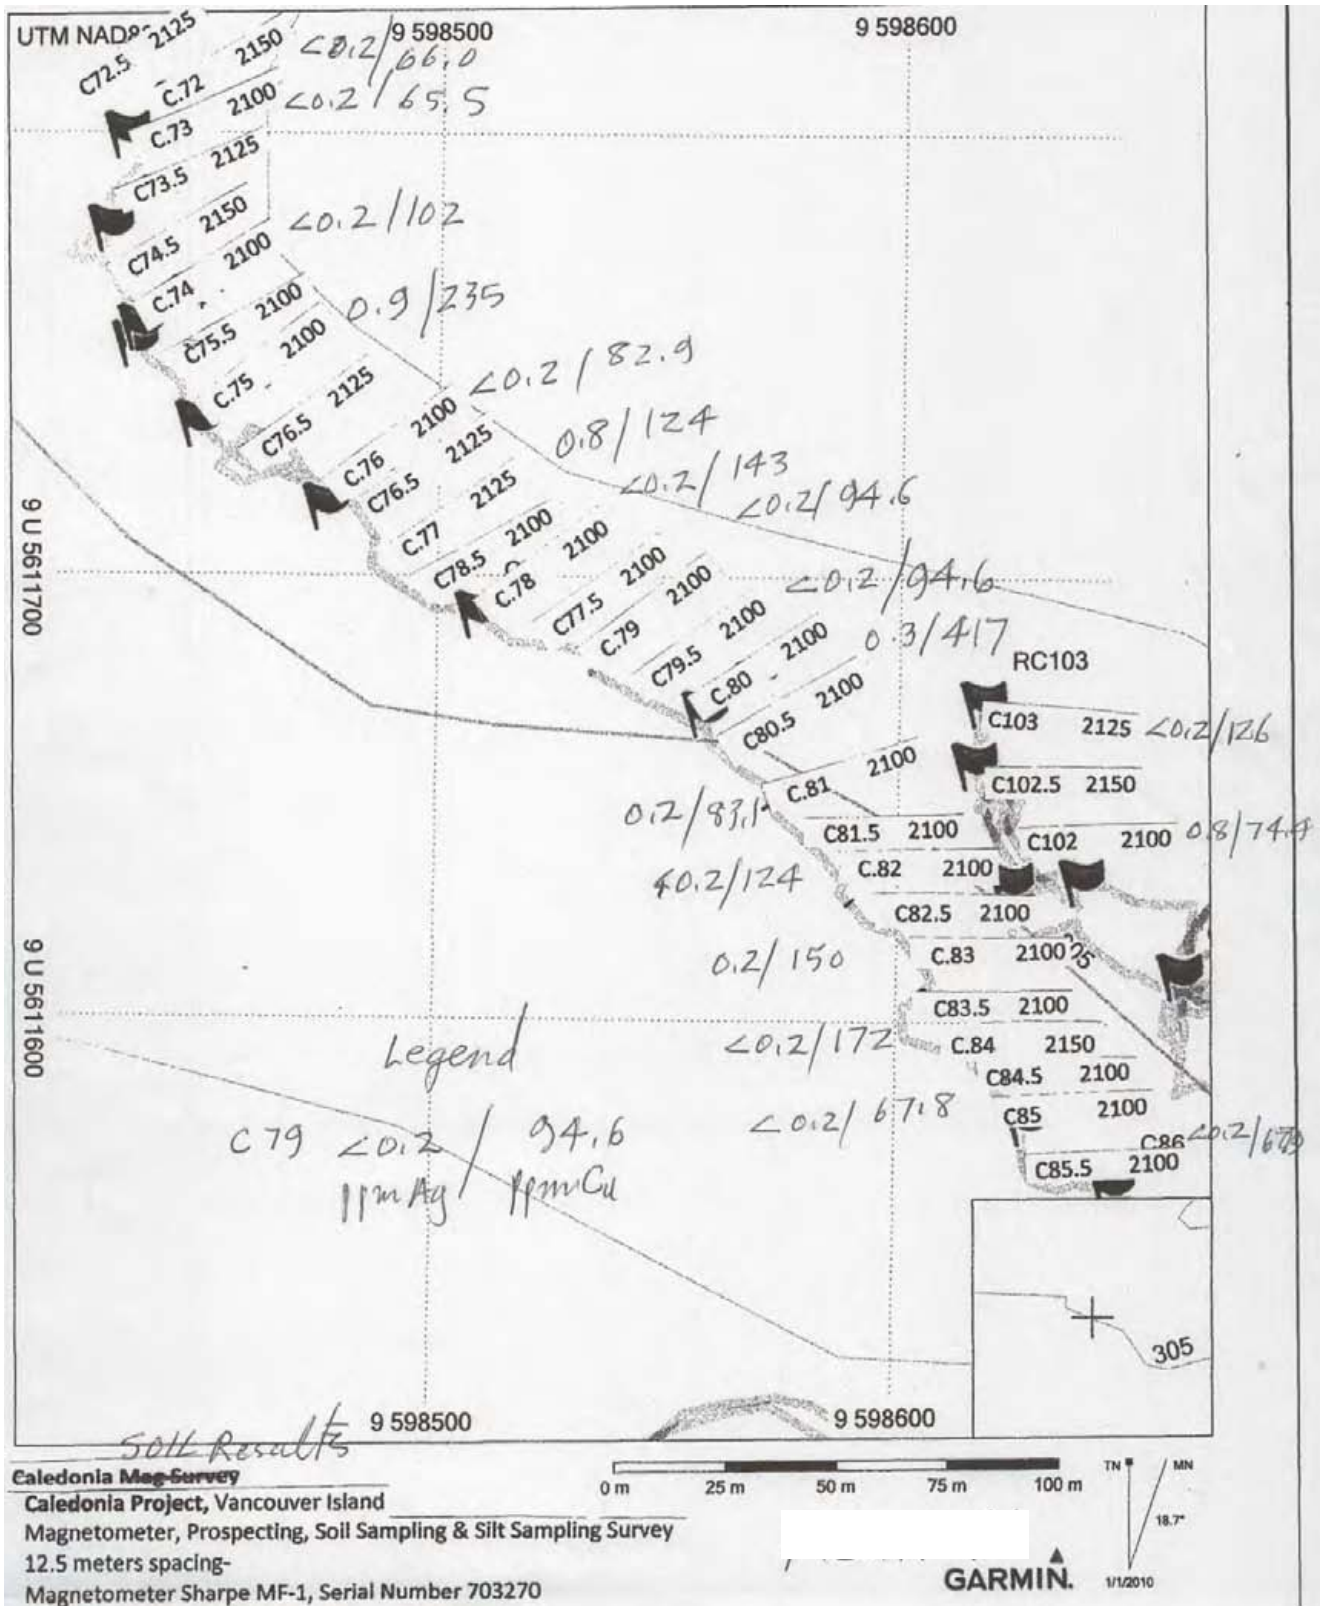 UTM NAD
9 598500
9 598600
C72.5 2125
C.72 2150 <0.2/66.0
C.73 2100 <0.2/65.5
C73.5 2125
C74.5 2150
C.74 2100 <0.2/102
C75.5 2100
C.75 2100 0.9/235
C76.5 2125
C.76 2100 <0.2/82.9
C76.5 2125
C.77 2125 0.8/124
C78.5 2100
C.78 2100 <0.2/143
C77.5 2100
C.79 2100 <0.2/94.6
C79.5 2100
C.80 2100 <0.2/94.6
C80.5 2100
0.3/417
RC103
C103 2125 <0.2/126
C102.5 2150
C102 2100 0.8/74.4
C.81 2100
0.2/83.1
C81.5 2100
C.82 2100
<0.2/124
C82.5 2100
C.83 2100
0.2/150
C83.5 2100
C.84 2150
<0.2/172
C84.5 2100
C85 2100
<0.2/67.8
C86
C85.5 2100
9 U 5611700
9 U 5611600
Legend
C79 <0.2 / 94.6
ppm Ag / ppm Cu
305
9 598500
9 598600
Soil Results
Caledonia Mag Survey
Caledonia Project, Vancouver Island
Magnetometer, Prospecting, Soil Sampling & Silt Sampling Survey
12.5 meters spacing-
Magnetometer Sharpe MF-1, Serial Number 703270
0 m 25 m 50 m 75 m 100 m
TN MN
18.7°
GARMIN.
1/1/2010